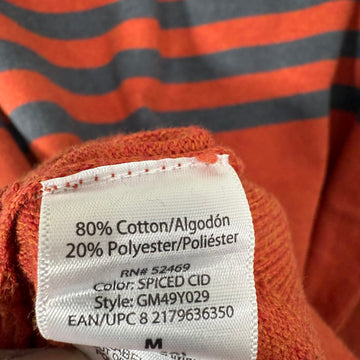 80% Cotton/Algodón
20% Polyester/Poliéster
RN# 52469
Color: SPICED CID
Style: GM49Y029
EAN/UPC 8 2179636350
M